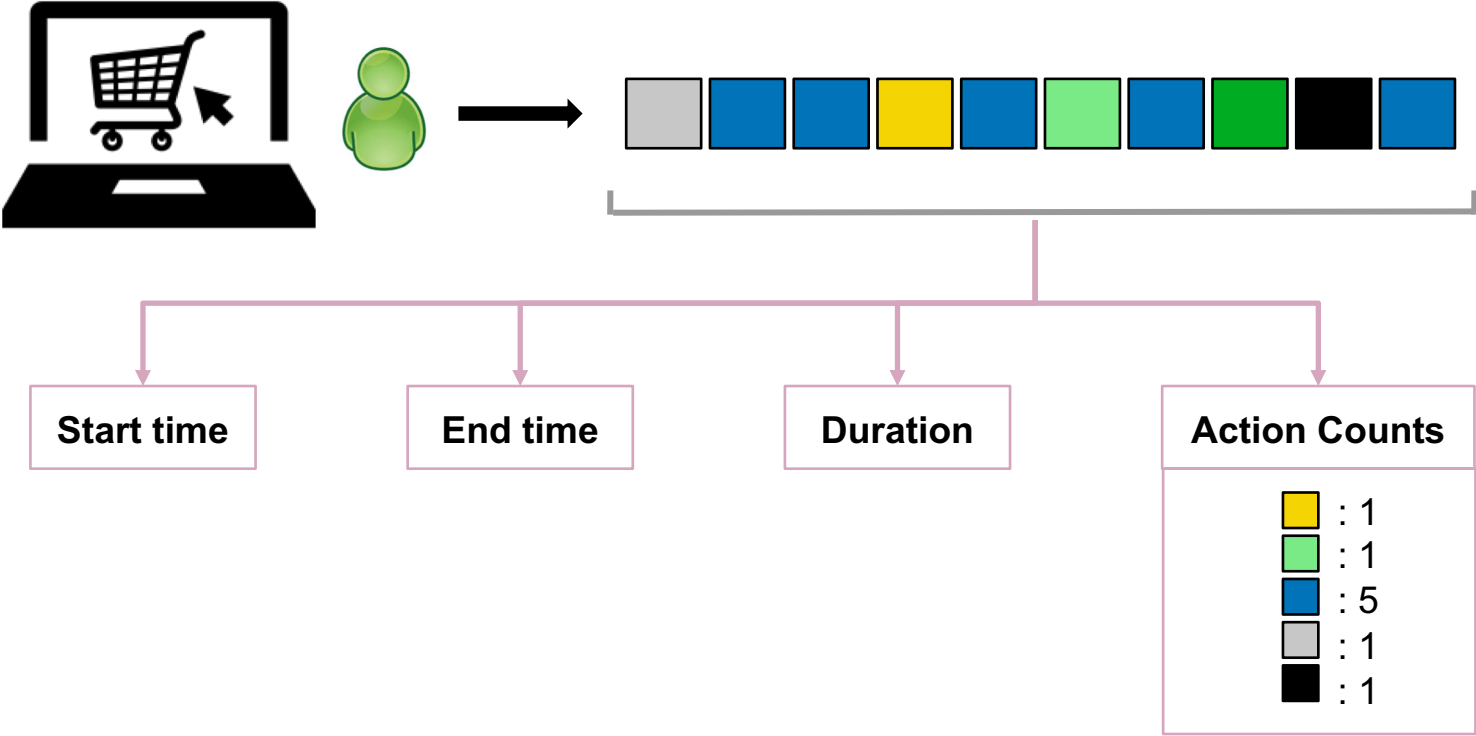 Start time
End time
Duration
Action Counts
: 1
: 1
: 5
: 1
: 1